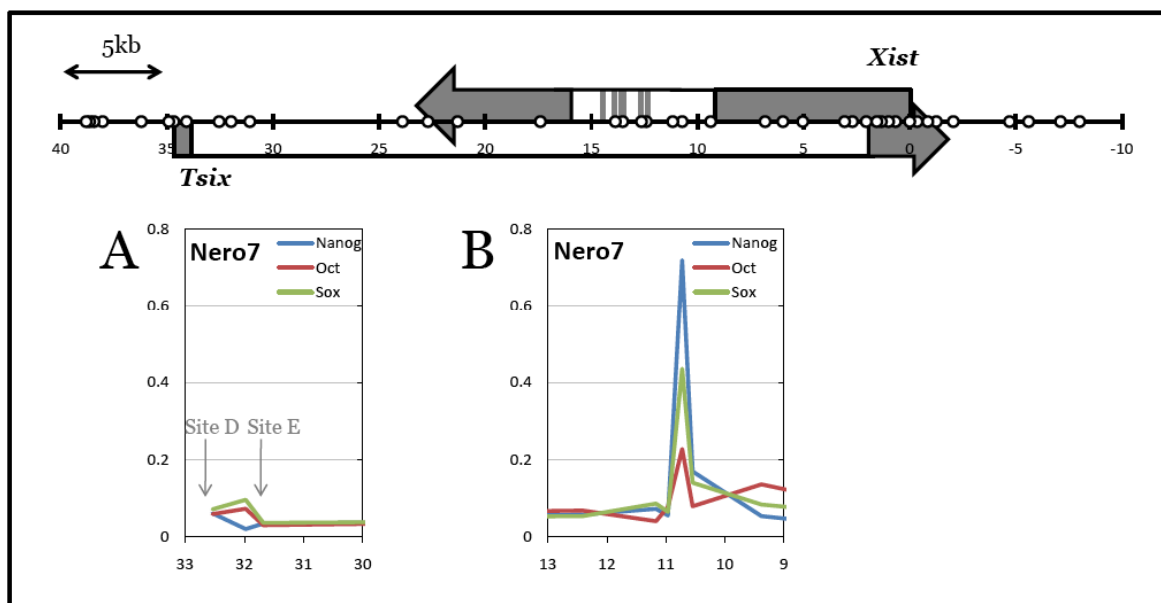 5kb
Xist
40 35 30 25 20 15 10 5 0 -5 -10
Tsix
A
Nero7
Nanog
Oct
Sox
0.8
0.6
0.4
0.2
0
Site D Site E
33 32 31 30
B
Nero7
Nanog
Oct
Sox
0.8
0.6
0.4
0.2
0
13 12 11 10 9